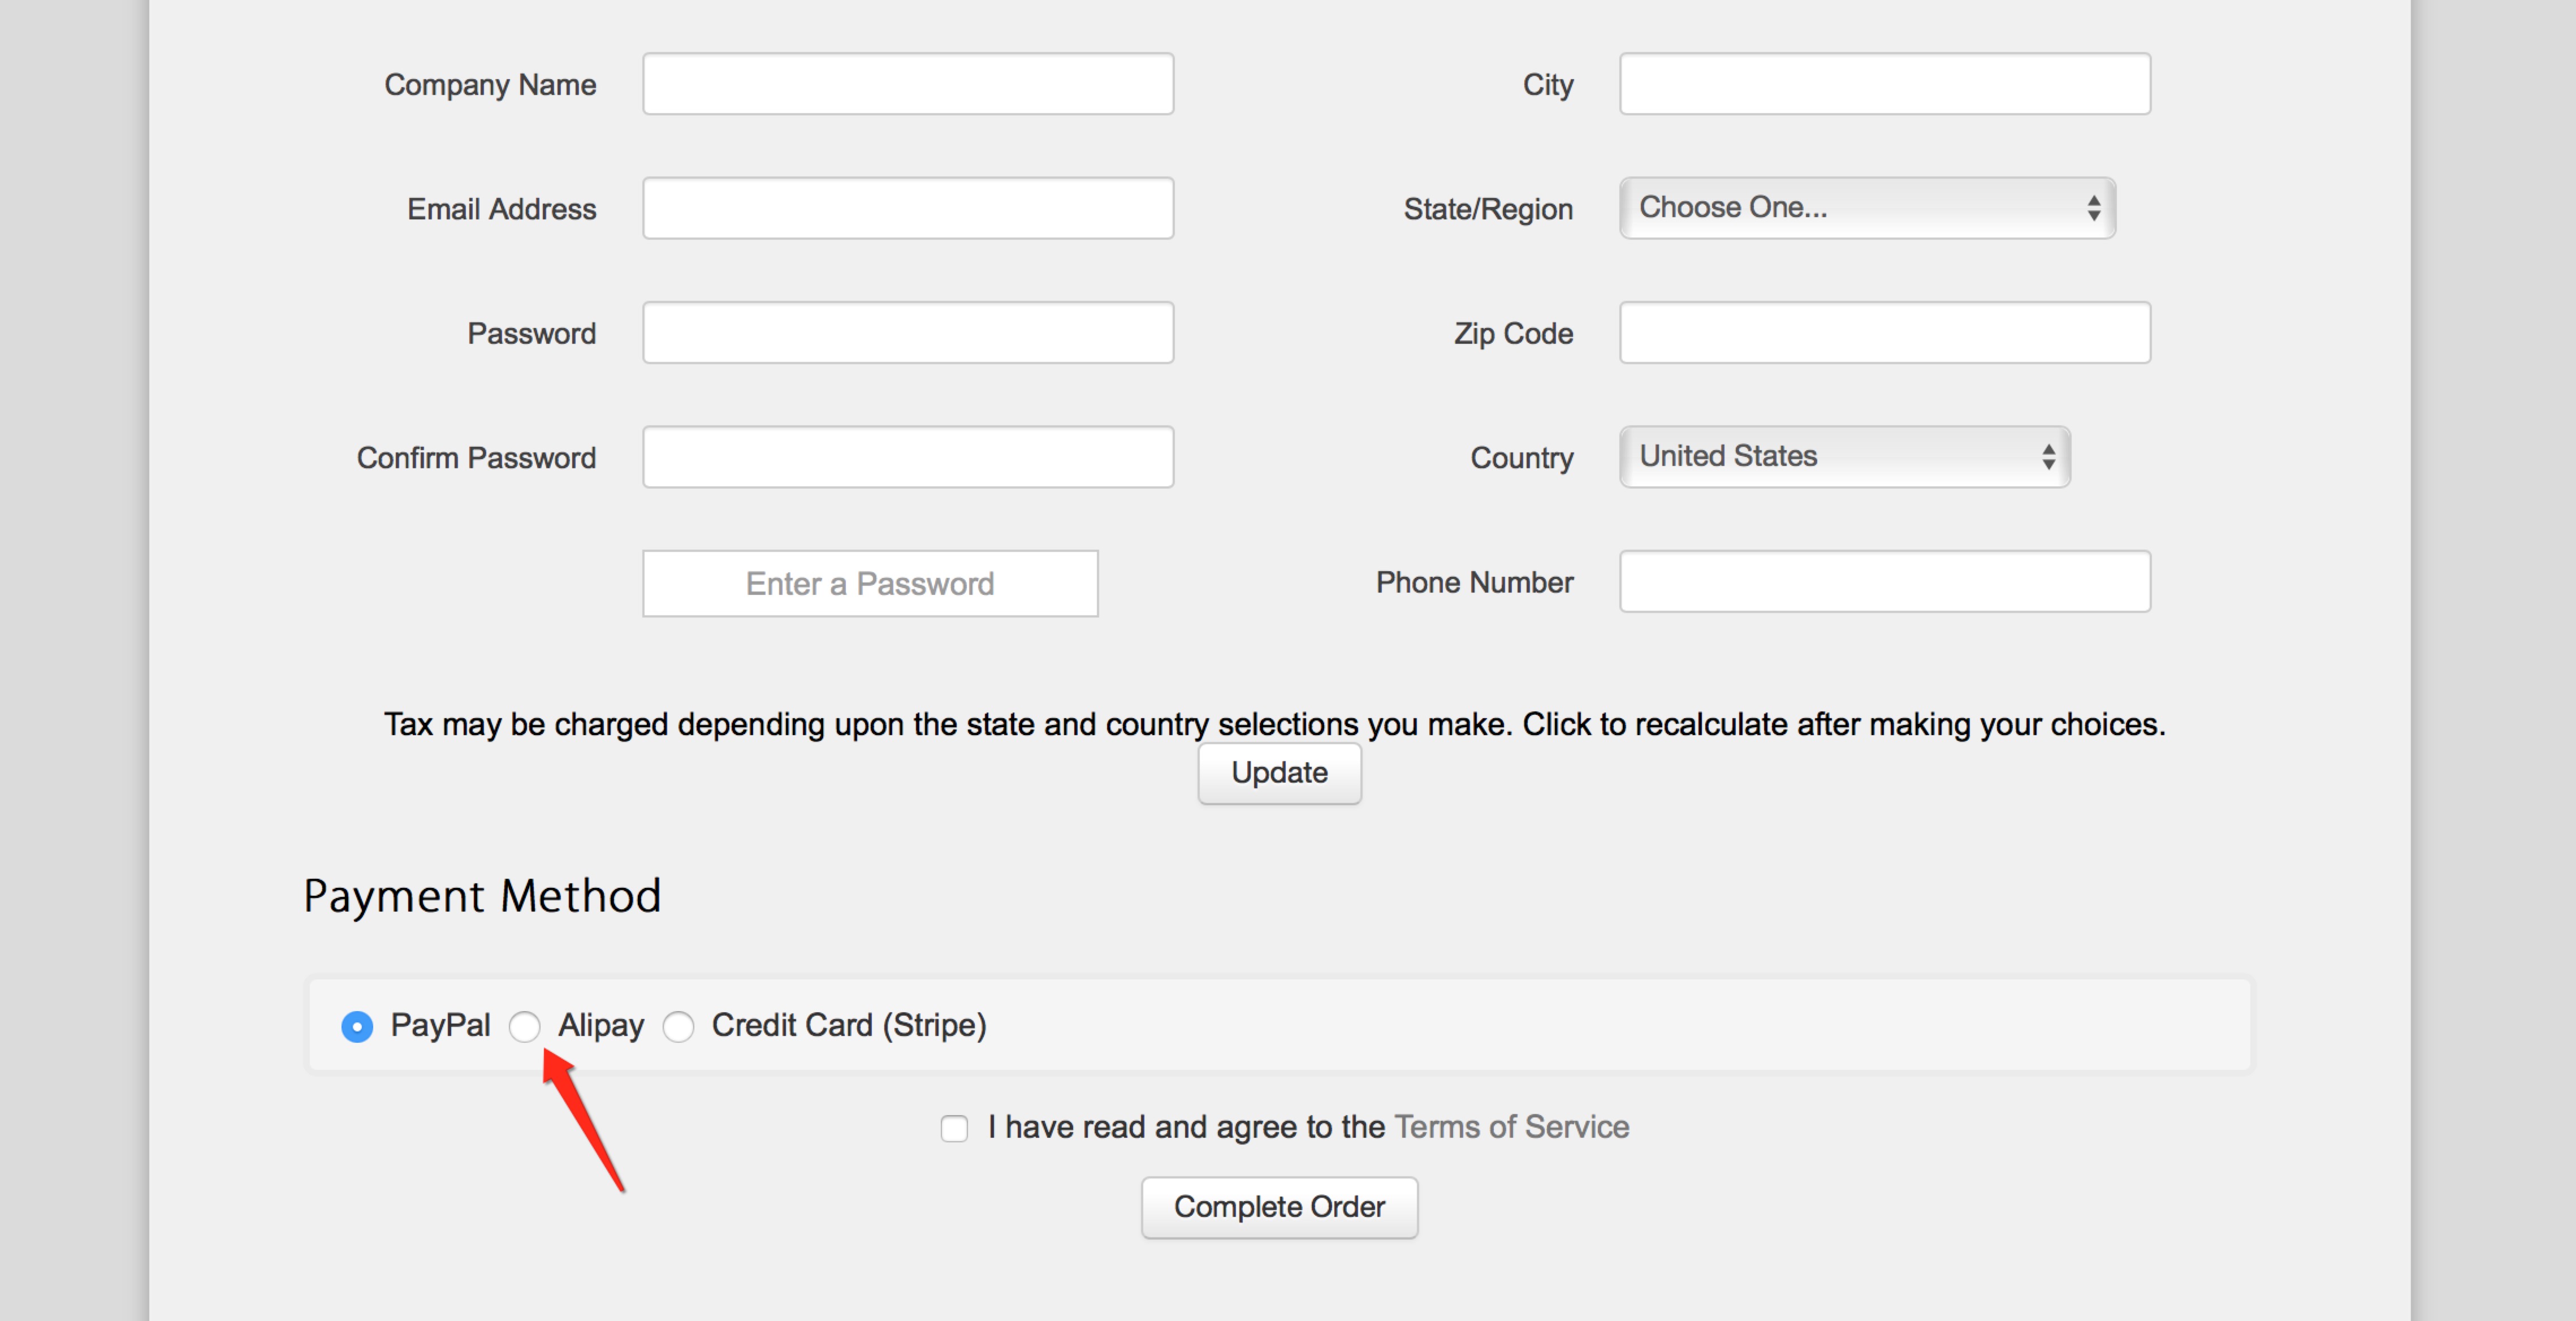 Company Name
City
Email Address
State/Region
Choose One...
Password
Zip Code
Confirm Password
Country
United States
Enter a Password
Phone Number
Tax may be charged depending upon the state and country selections you make. Click to recalculate after making your choices.
Update
Payment Method
PayPal Alipay Credit Card (Stripe)
I have read and agree to the Terms of Service
Complete Order